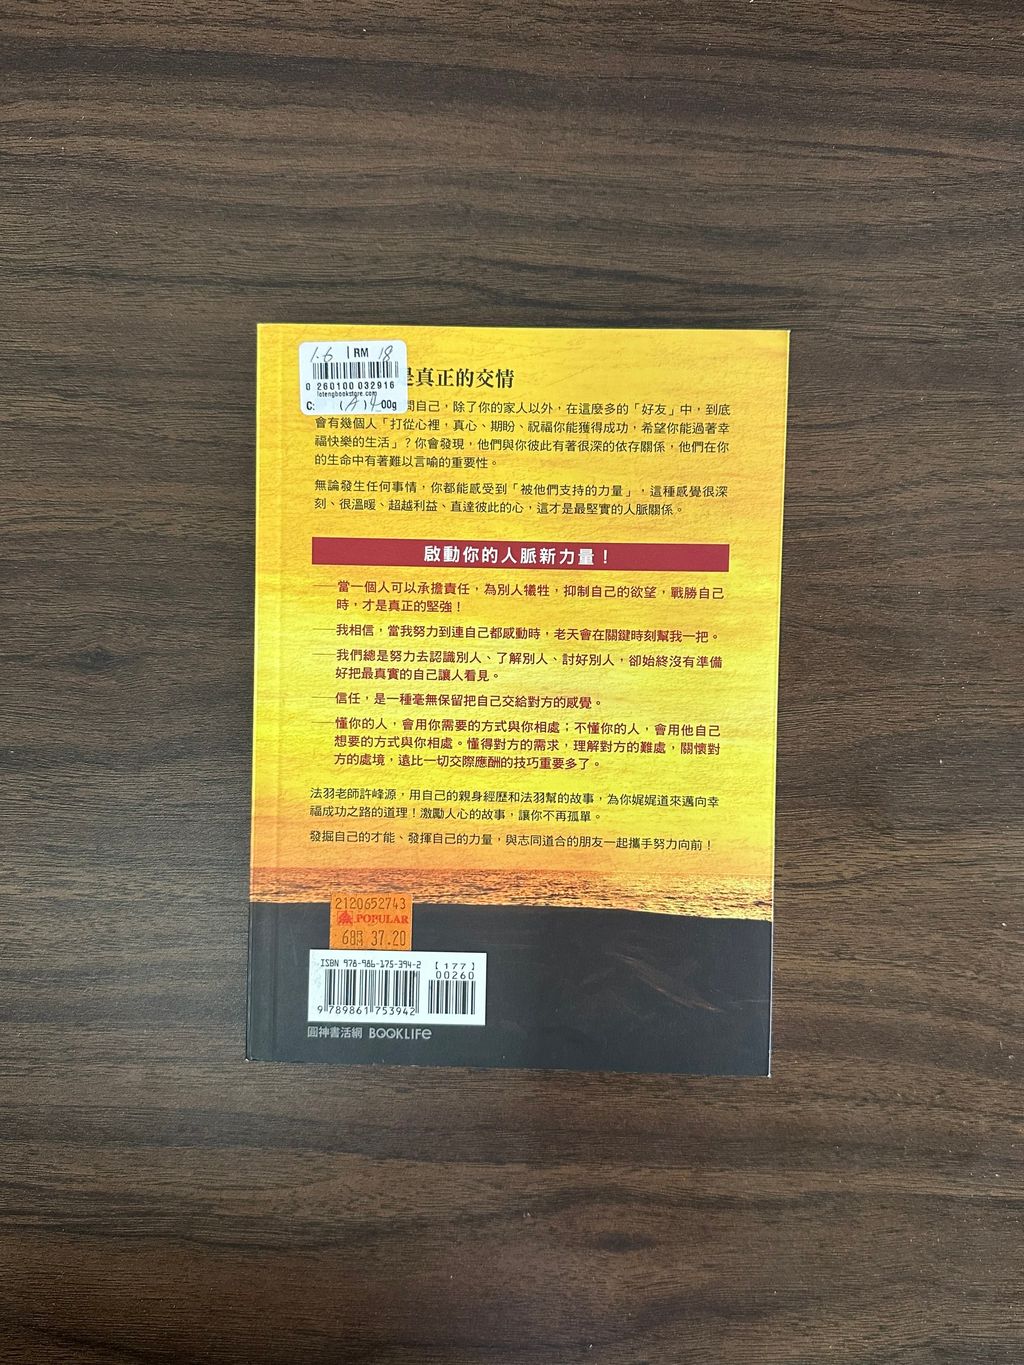 1.6 | RM 18
0 260100 032916
lotengbookstore.com
C: (A)4 00g
是真正的交情
問自己，除了你的家人以外，在這麼多的「好友」中，到底
會有幾個人「打從心裡，真心、期盼、祝福你能獲得成功，希望你能過著幸
福快樂的生活」？你會發現，他們與你彼此有著很深的依存關係，他們在你
的生命中有著難以言喻的重要性。
無論發生任何事情，你都能感受到「被他們支持的力量」，這種感覺很深
刻、很溫暖、超越利益、直達彼此的心，這才是最堅實的人脈關係。
啟動你的人脈新力量！
——當一個人可以承擔責任，為別人犧牲，抑制自己的欲望，戰勝自己
時，才是真正的堅強！
——我相信，當我努力到連自己都感動時，老天會在關鍵時刻幫我一把。
——我們總是努力去認識別人、了解別人、討好別人，卻始終沒有準備
好把最真實的自己讓人看見。
——信任，是一種毫無保留把自己交給對方的感覺。
——懂你的人，會用你需要的方式與你相處；不懂你的人，會用他自己
想要的方式與你相處。懂得對方的需求，理解對方的難處，關懷對
方的處境，遠比一切交際應酬的技巧重要多了。
法羽老師許峰源，用自己的親身經歷和法羽幫的故事，為你娓娓道來邁向幸
福成功之路的道理！激勵人心的故事，讓你不再孤單。
發掘自己的才能、發揮自己的力量，與志同道合的朋友一起攜手努力向前！
2120652743
POPULAR
68 RM 37.20
ISBN 978-986-175-394-2 [177]
00260
9 789861 753942
圓神書活網 BOOKLIFE